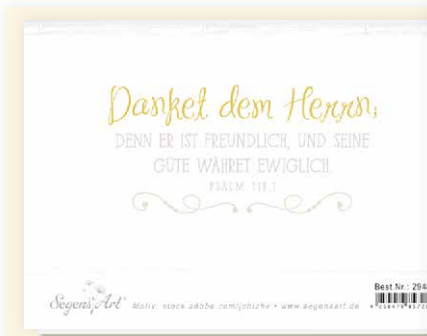 Danket dem Herrn;
DENN ER IST FREUNDLICH, UND SEINE
GÜTE WÄHRET EWIGLICH.
PSALM 118,1
Segens Art Motiv: stock.adobe.com/jobizhe • www.segensart.de
Best.Nr.: 294